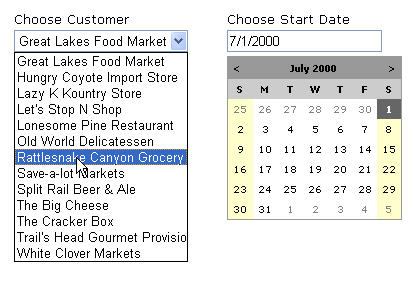 Choose Customer
Great Lakes Food Market
Great Lakes Food Market
Hungry Coyote Import Store
Lazy K Kountry Store
Let's Stop N Shop
Lonesome Pine Restaurant
Old World Delicatessen
Rattlesnake Canyon Grocery
Save-a-lot Markets
Split Rail Beer & Ale
The Big Cheese
The Cracker Box
Trail's Head Gourmet Provisio
White Clover Markets
Choose Start Date
7/1/2000
< July 2000 >
S M T W T F S
25 26 27 28 29 30 1
2 3 4 5 6 7 8
9 10 11 12 13 14 15
16 17 18 19 20 21 22
23 24 25 26 27 28 29
30 31 1 2 3 4 5